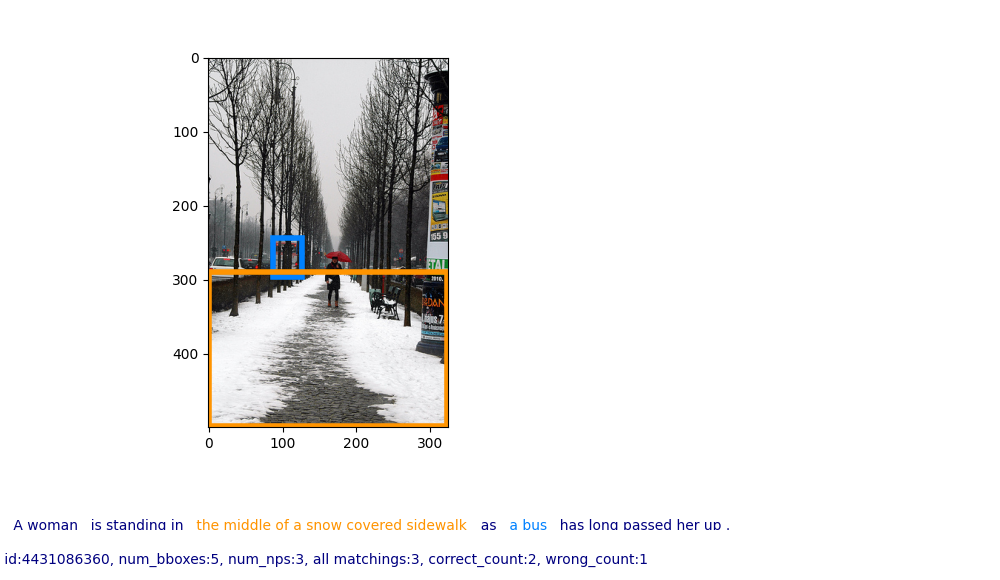 0
100
200
300
400
0 100 200 300
A woman is standing in the middle of a snow covered sidewalk as a bus has long passed her up .
id:4431086360, num_bboxes:5, num_nps:3, all matchings:3, correct_count:2, wrong_count:1